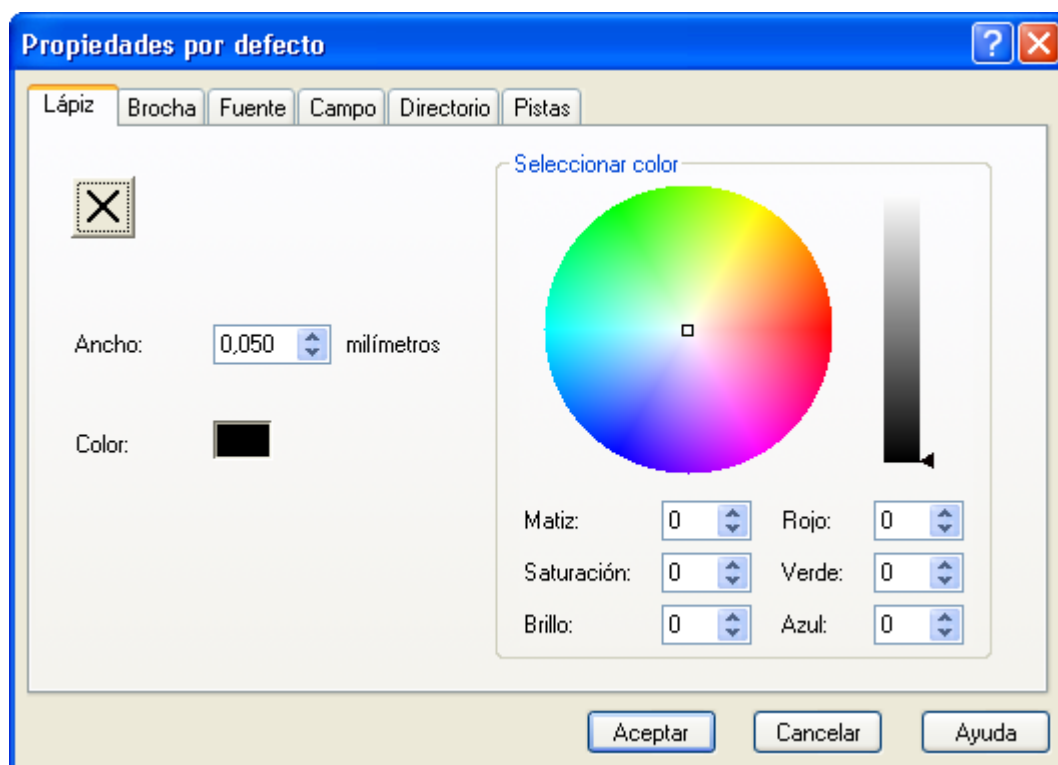 Propiedades por defecto
Lápiz Brocha Fuente Campo Directorio Pistas
Seleccionar color
Ancho: 0,050 milímetros
Color:
Matiz: 0 Rojo: 0
Saturación: 0 Verde: 0
Brillo: 0 Azul: 0
Aceptar Cancelar Ayuda